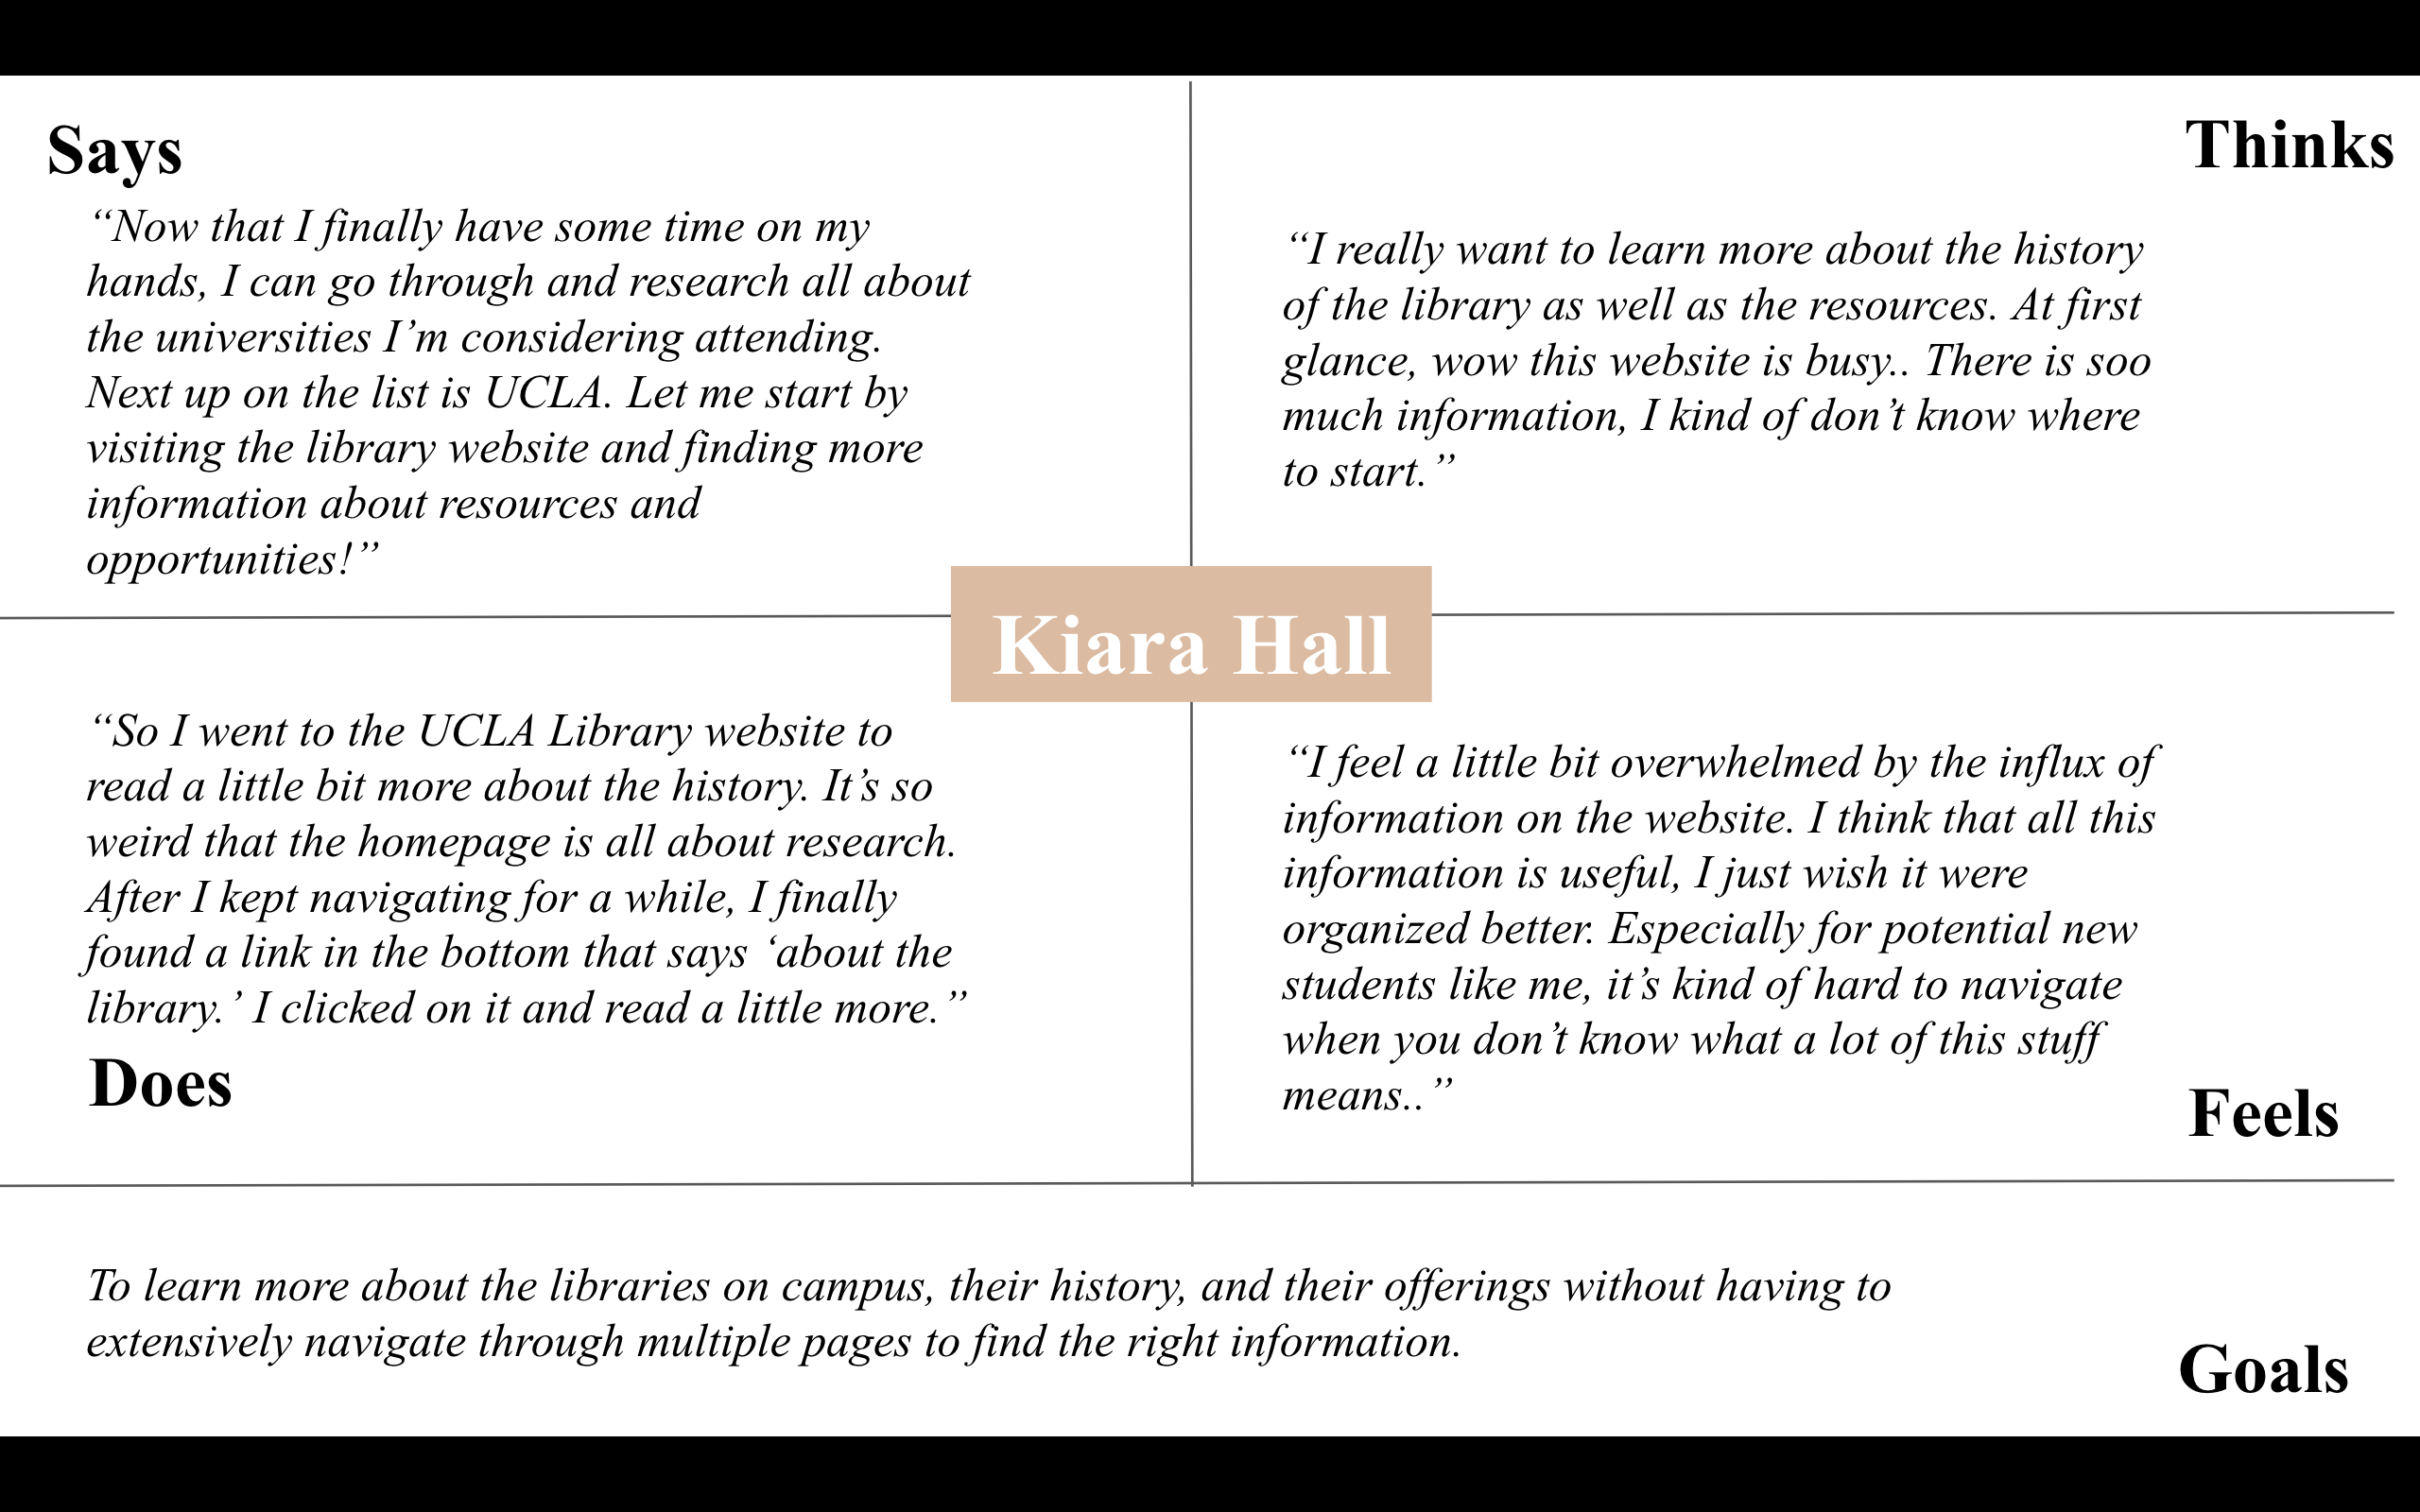 Says
“Now that I finally have some time on my
hands, I can go through and research all about
the universities I’m considering attending.
Next up on the list is UCLA. Let me start by
visiting the library website and finding more
information about resources and
opportunities!”
Thinks
“I really want to learn more about the history
of the library as well as the resources. At first
glance, wow this website is busy.. There is soo
much information, I kind of don’t know where
to start.”
Kiara Hall
“So I went to the UCLA Library website to
read a little bit more about the history. It’s so
weird that the homepage is all about research.
After I kept navigating for a while, I finally
found a link in the bottom that says ‘about the
library.’ I clicked on it and read a little more.”
Does
“I feel a little bit overwhelmed by the influx of
information on the website. I think that all this
information is useful, I just wish it were
organized better. Especially for potential new
students like me, it’s kind of hard to navigate
when you don’t know what a lot of this stuff
means..”
Feels
To learn more about the libraries on campus, their history, and their offerings without having to
extensively navigate through multiple pages to find the right information.
Goals